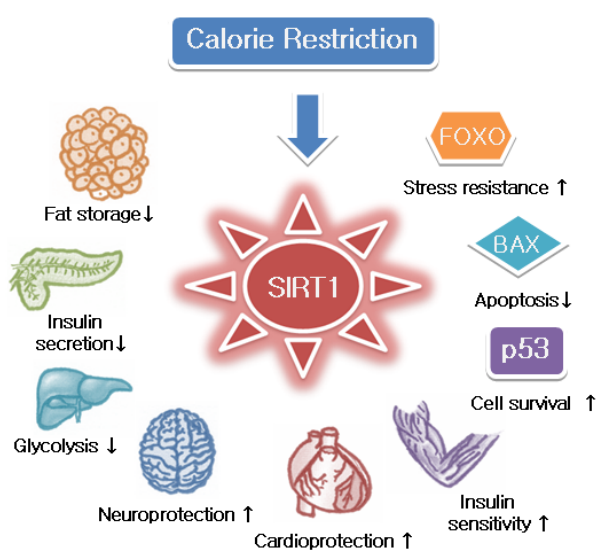 Calorie Restriction
FOXO
Stress resistance ↑
Fat storage↓
BAX
Apoptosis↓
SIRT1
Insulin
secretion↓
p53
Cell survival ↑
Glycolysis ↓
Neuroprotection ↑
Cardioprotection ↑
Insulin
sensitivity ↑